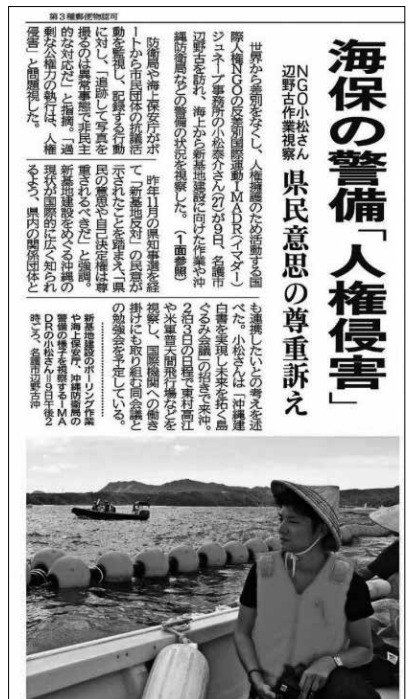 第3種郵便物認可
海保の警備「人権侵害」
NGO小松さん
辺野古作業視察
県民意思の尊重訴え
世界から差別をなくし、人権擁護のため活動する国
際人権NGOの反差別国際運動IMADR(イマダー)
ジュネーブ事務所の小松泰介さん(27)が9日、名護市
辺野古を訪れ、海上から新基地建設に向けた作業や沖
縄防衛局などの警備の状況を視察した。(1面参照)
防衛局や海上保安庁がボ
ートから市民団体の抗議活
動を監視し、記録する行動
に対し、「追跡して写真を
撮るのは異常事態で非民主
的な対応だ」と指摘。「過
剰な公権力の執行は、人権
侵害」と問題視した。
昨年11月の県知事選を経
て「新基地反対」の民意が
示されたことを踏まえ「県
民の意思や自己決定権は尊
重されるべきだ」と強調。
新基地建設をめぐる沖縄の
現状が国際的に広く知られ
るよう、県内の関係団体と
も連携したいとの考えを述
べた。小松さんは「沖縄建
白書を実現し未来を拓く島
ぐるみ会議」の招きで来沖。
2泊3日の日程で東村高江
や米軍普天間飛行場などを
視察し、国際機関への働き
掛けにも取り組む同会議と
の勉強会を予定している。
新基地建設のボーリング作業
や海上保安庁、沖縄防衛局の
警備の様子を視察するIMA
DRの小松さん=9日午後2
時ごろ、名護市辺野古沖